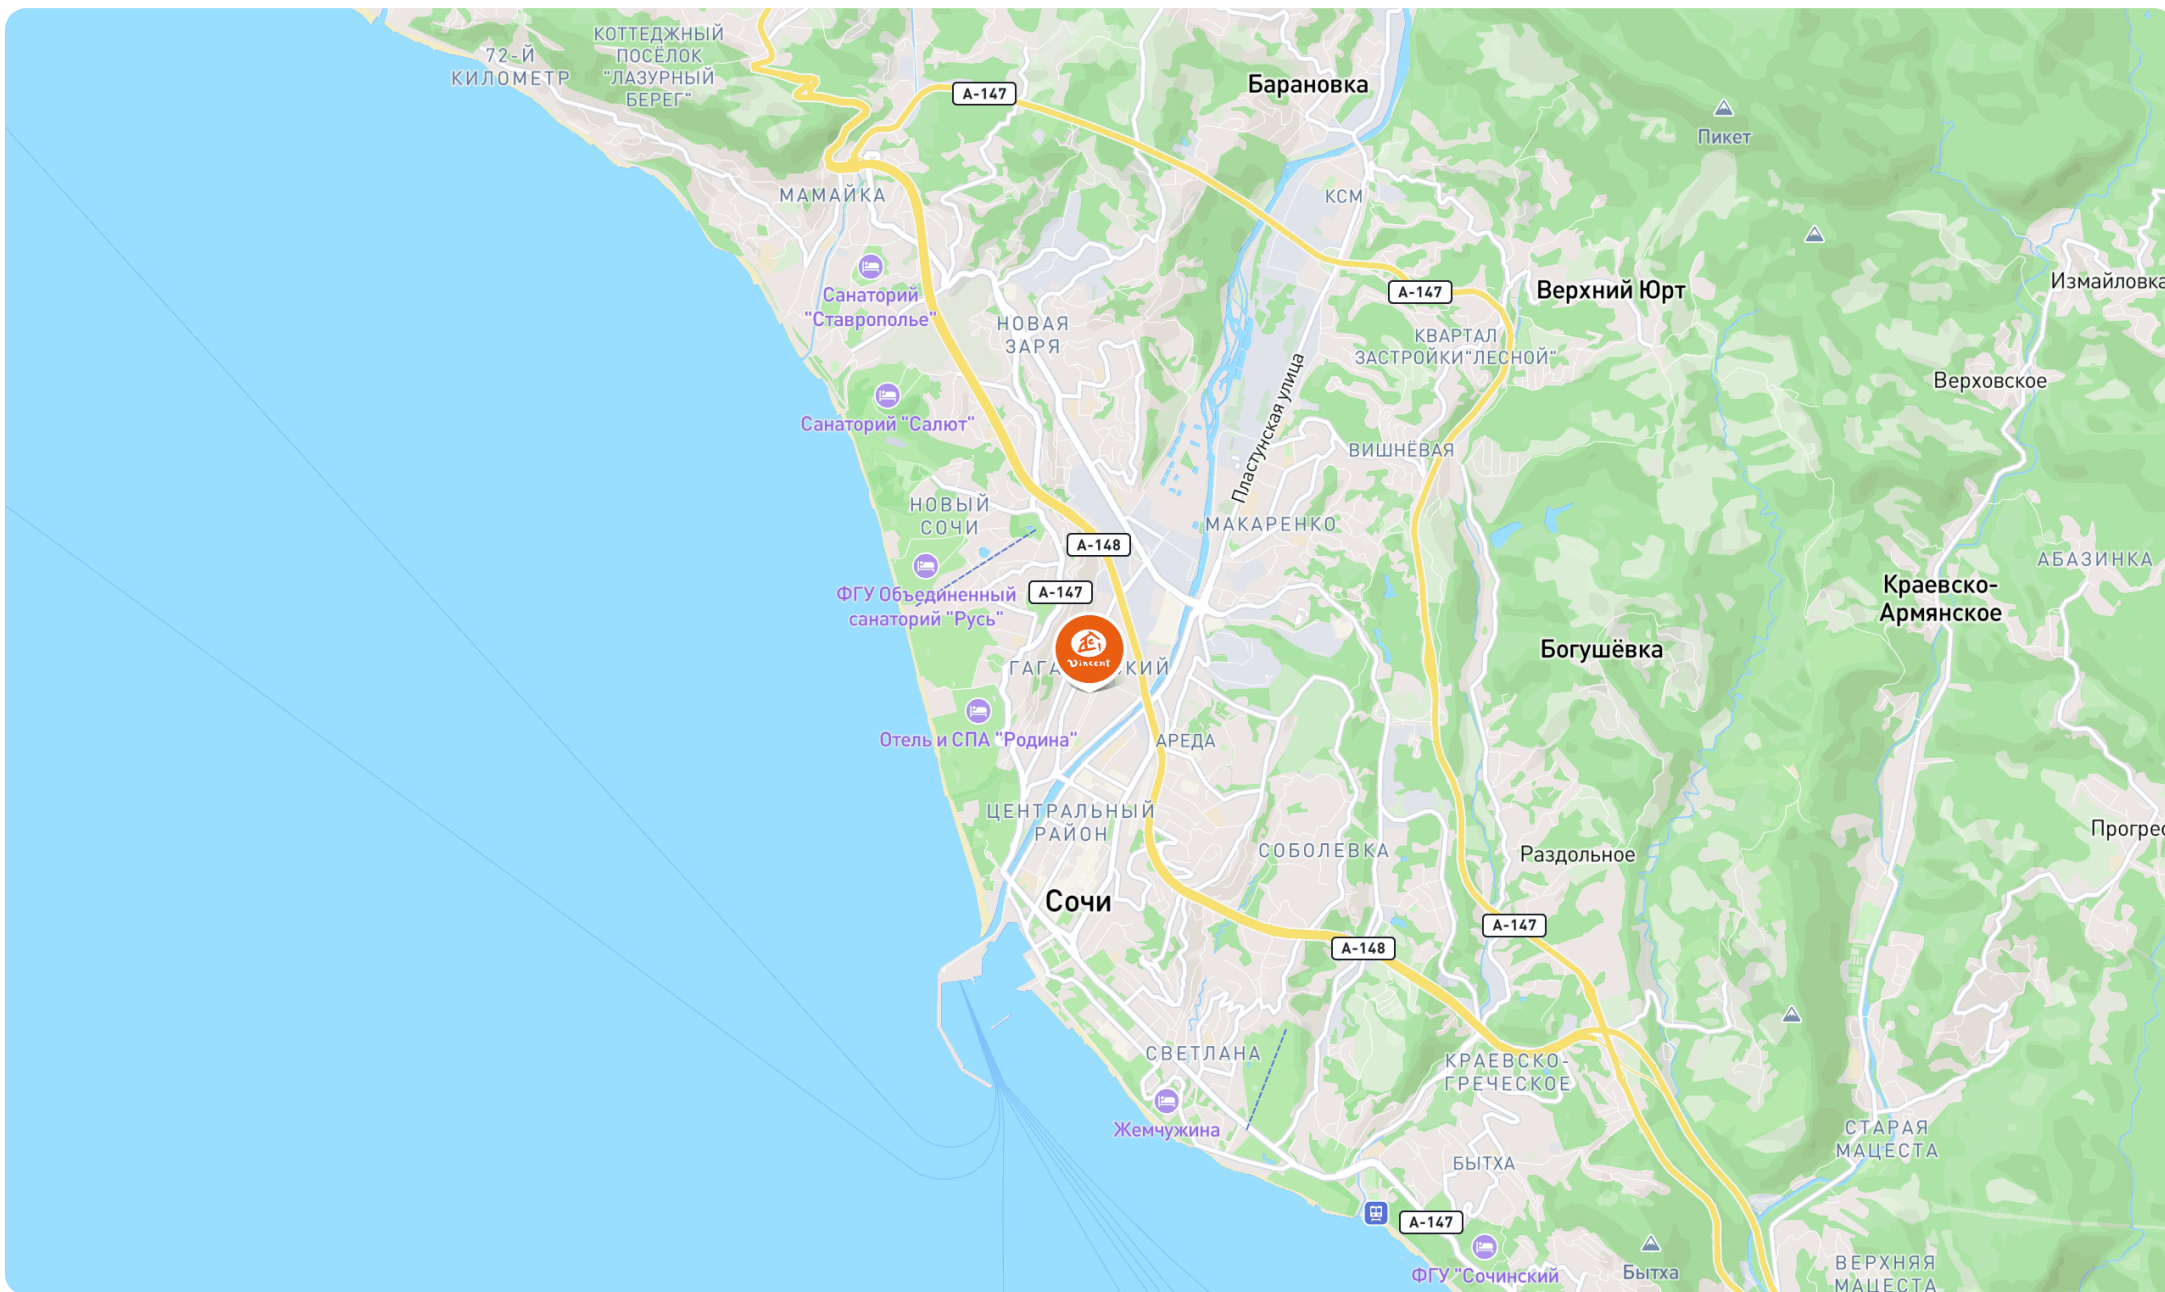 72-Й
КИЛОМЕТР
КОТТЕДЖНЫЙ
ПОСЁЛОК
"ЛАЗУРНЫЙ
БЕРЕГ"
А-147
Барановка
Пикет
МАМАЙКА
КСМ
Санаторий
"Ставрополье"
НОВАЯ
ЗАРЯ
А-147
Верхний Юрт
Измайловка
КВАРТАЛ
ЗАСТРОЙКИ"ЛЕСНОЙ"
Верховское
Санаторий "Салют"
Пластунская улица
ВИШНЁВАЯ
НОВЫЙ
СОЧИ
МАКАРЕНКО
А-148
АБАЗИНКА
ФГУ Объединенный
санаторий "Русь"
А-147
Краевско-
Армянское
Vincent
Богушёвка
Отель и СПА "Родина"
АРЕДА
ЦЕНТРАЛЬНЫЙ
РАЙОН
СОБОЛЕВКА
Раздольное
Сочи
А-148
А-147
СВЕТЛАНА
КРАЕВСКО-
ГРЕЧЕСКОЕ
Жемчужина
БЫТХА
СТАРАЯ
МАЦЕСТА
А-147
ФГУ "Сочинский
Бытха
ВЕРХНЯЯ
МАЦЕСТА